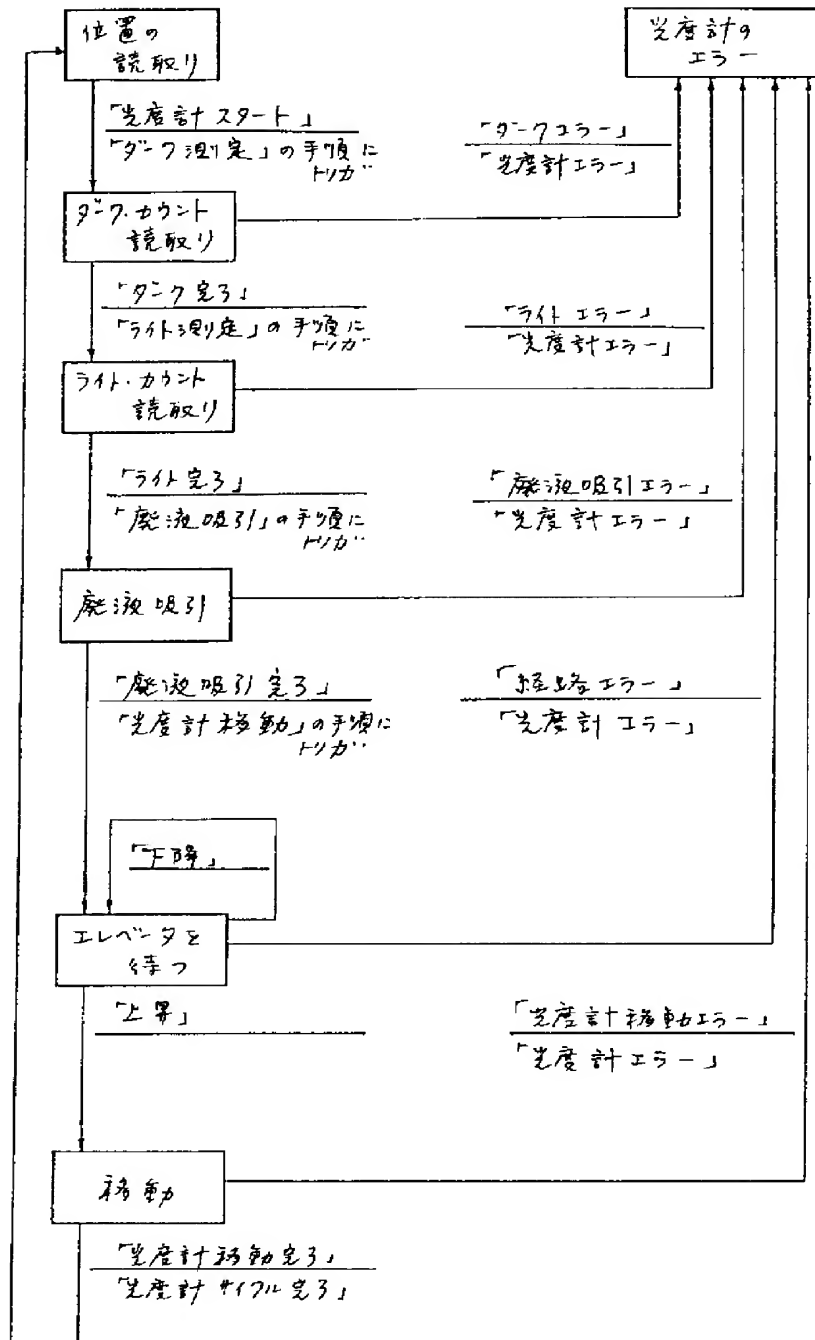 位置の
読取り
光度計の
エラー
「光度計スタート」
「ダーク測定」の手順に
トリガ
「ダークエラー」
「光度計エラー」
ダーク・カウント
読取り
「ダーク完了」
「ライト測定」の手順に
トリガ
「ライトエラー」
「光度計エラー」
ライト・カウント
読取り
「ライト完了」
「廃液吸引」の手順に
トリガ
「廃液吸引エラー」
「光度計エラー」
廃液吸引
「廃液吸引完了」
「光度計移動」の手順に
トリガ
「経路エラー」
「光度計エラー」
「下降」
エレベータを
待つ
「上昇」
「光度計移動エラー」
「光度計エラー」
移動
「光度計移動完了」
「光度計サイクル完了」